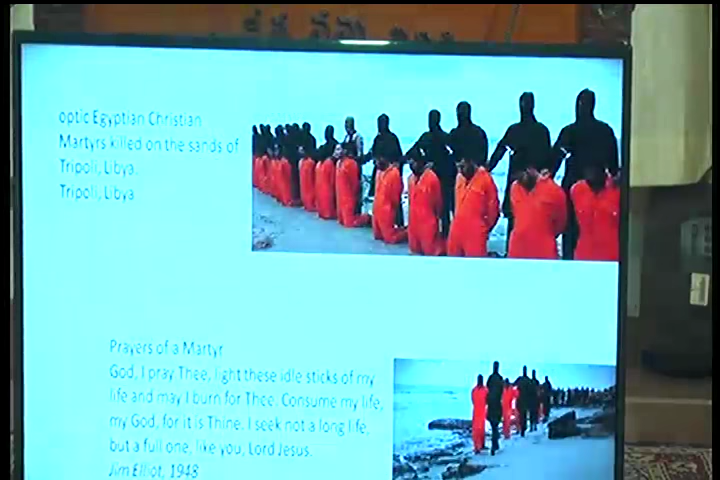 optic Egyptian Christian
Martyrs killed on the sands of
Tripoli, Libya.
Tripoli, Libya
Prayers of a Martyr
God, I pray Thee, light these idle sticks of my
life and may I burn for Thee. Consume my life,
my God, for it is Thine. I seek not a long life,
but a full one, like you, Lord Jesus.
Jim Elliot, 1948